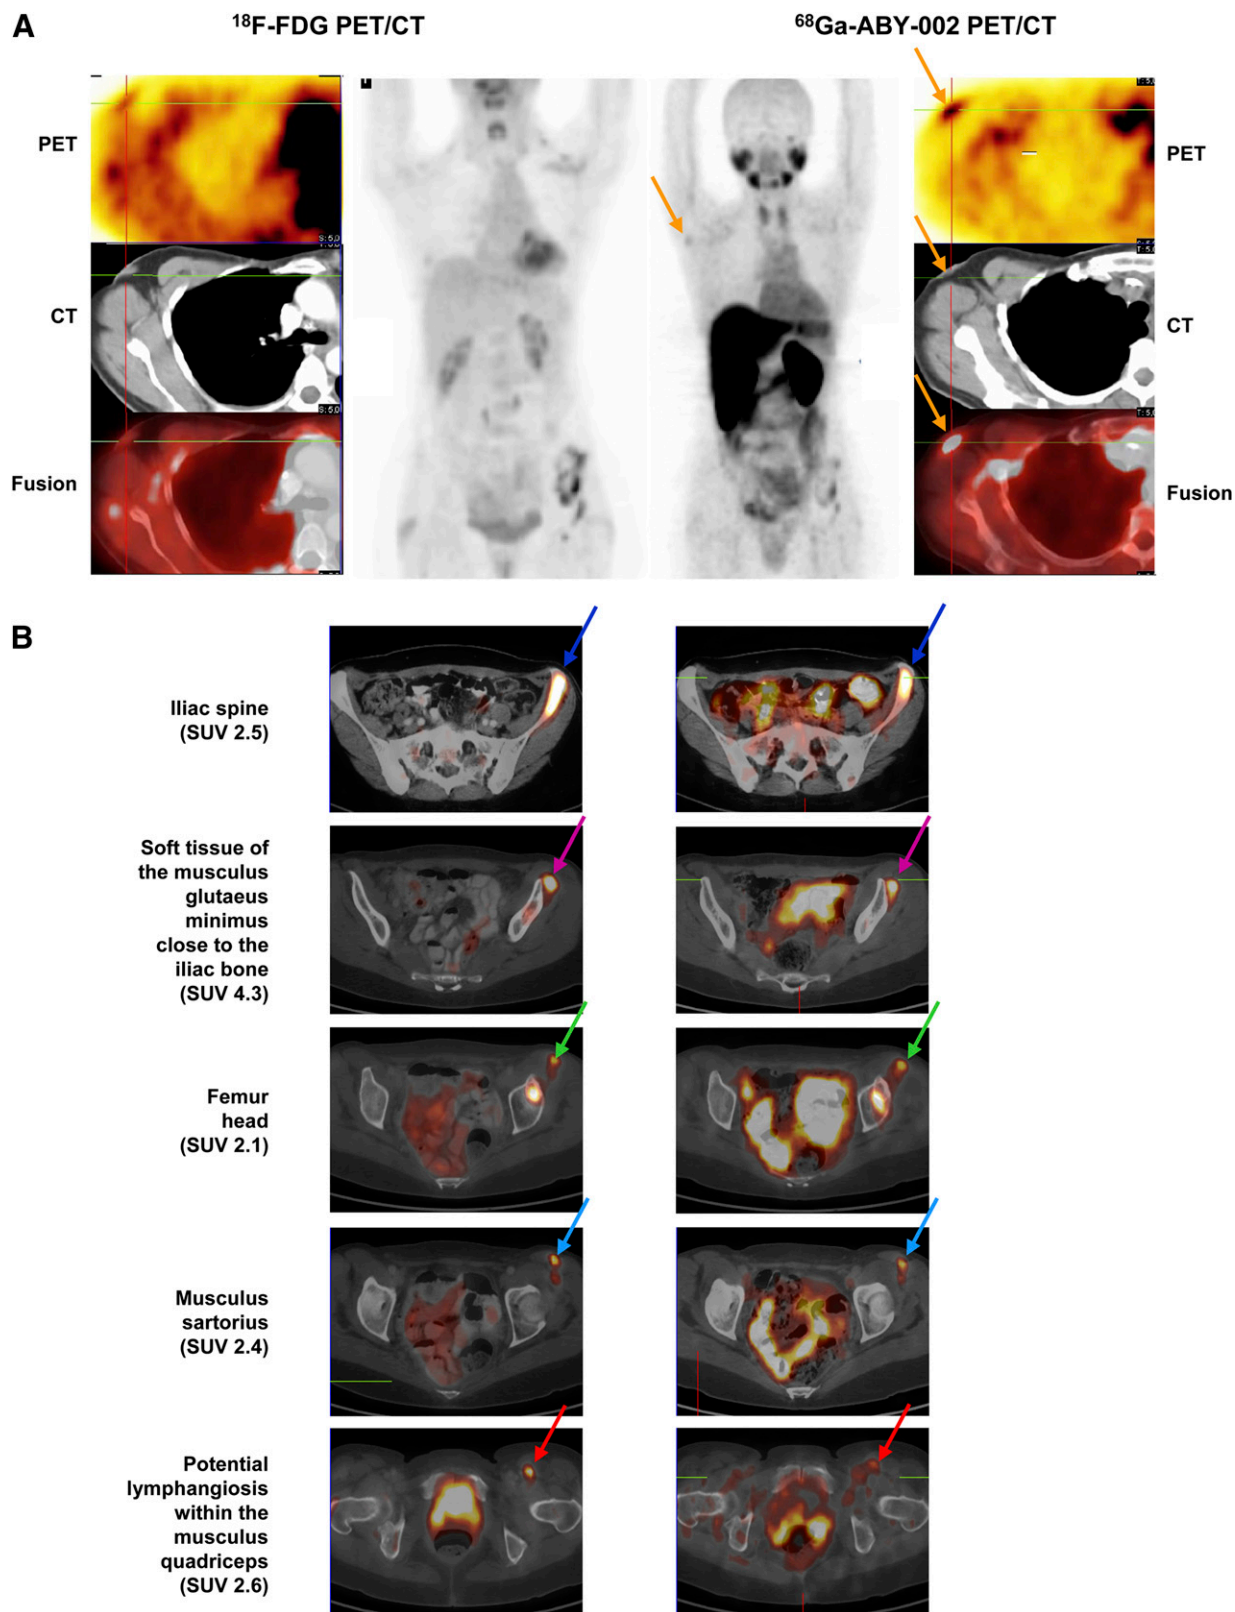 A
18F-FDG PET/CT
68Ga-ABY-002 PET/CT
PET
CT
Fusion
PET
CT
Fusion
B
Iliac spine
(SUV 2.5)
Soft tissue of
the musculus
glutaeus
minimus
close to the
iliac bone
(SUV 4.3)
Femur
head
(SUV 2.1)
Musculus
sartorius
(SUV 2.4)
Potential
lymphangiosis
within the
musculus
quadriceps
(SUV 2.6)